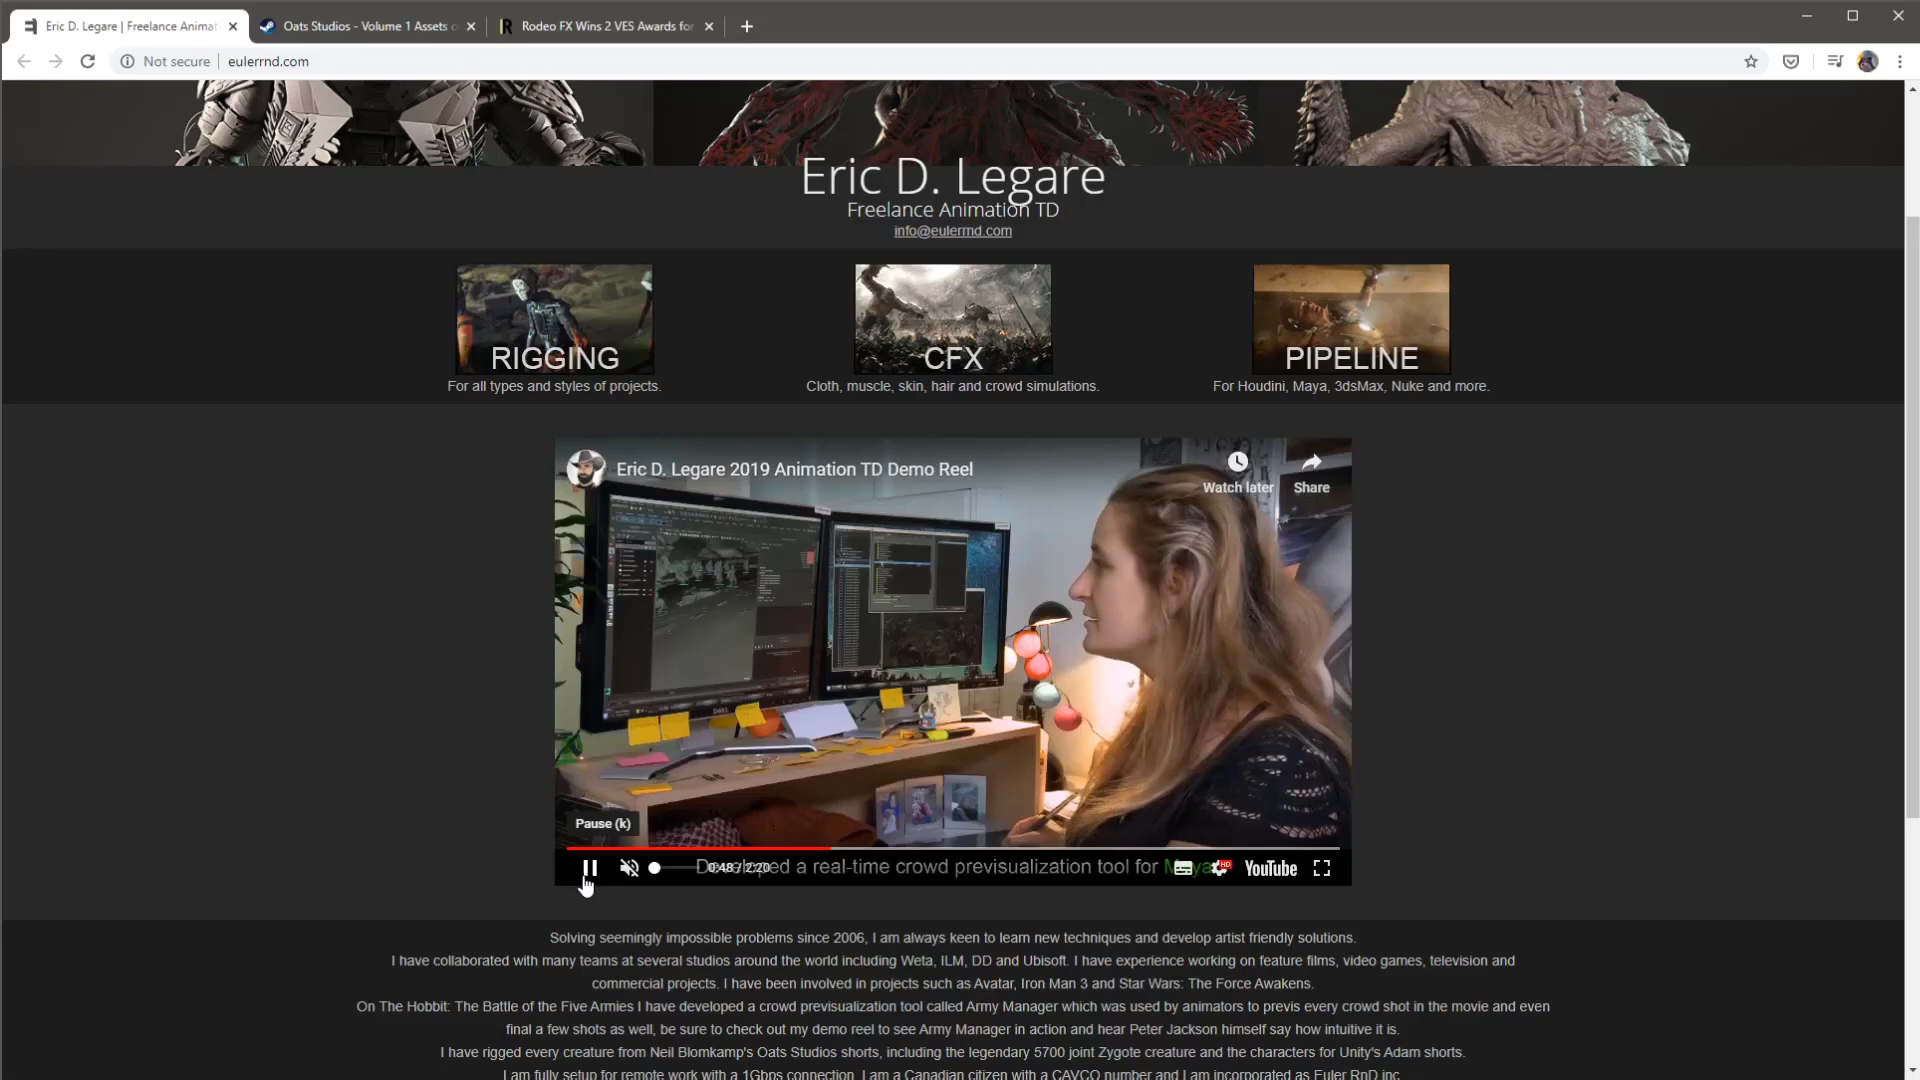 Eric D. Legare | Freelance Animat
Oats Studios - Volume 1 Assets o
Rodeo FX Wins 2 VES Awards for
Not secure
eulerrnd.com
Eric D. Legare
Freelance Animation TD
info@eulerrnd.com
RIGGING
CFX
PIPELINE
For all types and styles of projects.
Cloth, muscle, skin, hair and crowd simulations.
For Houdini, Maya, 3dsMax, Nuke and more.
Eric D. Legare 2019 Animation TD Demo Reel
Watch later
Share
Pause (k)
0:48 / 2:20
Developed a real-time crowd previsualization tool for Maya
HD
YouTube
Solving seemingly impossible problems since 2006, I am always keen to learn new techniques and develop artist friendly solutions.
I have collaborated with many teams at several studios around the world including Weta, ILM, DD and Ubisoft. I have experience working on feature films, video games, television and
commercial projects. I have been involved in projects such as Avatar, Iron Man 3 and Star Wars: The Force Awakens.
On The Hobbit: The Battle of the Five Armies I have developed a crowd previsualization tool called Army Manager which was used by animators to previs every crowd shot in the movie and even
final a few shots as well, be sure to check out my demo reel to see Army Manager in action and hear Peter Jackson himself say how intuitive it is.
I have rigged every creature from Neil Blomkamp's Oats Studios shorts, including the legendary 5700 joint Zygote creature and the characters for Unity's Adam shorts.
I am fully setup for remote work with a 1Gbps connection. I am a Canadian citizen with a CAVCO number and I am incorporated as Euler RnD inc